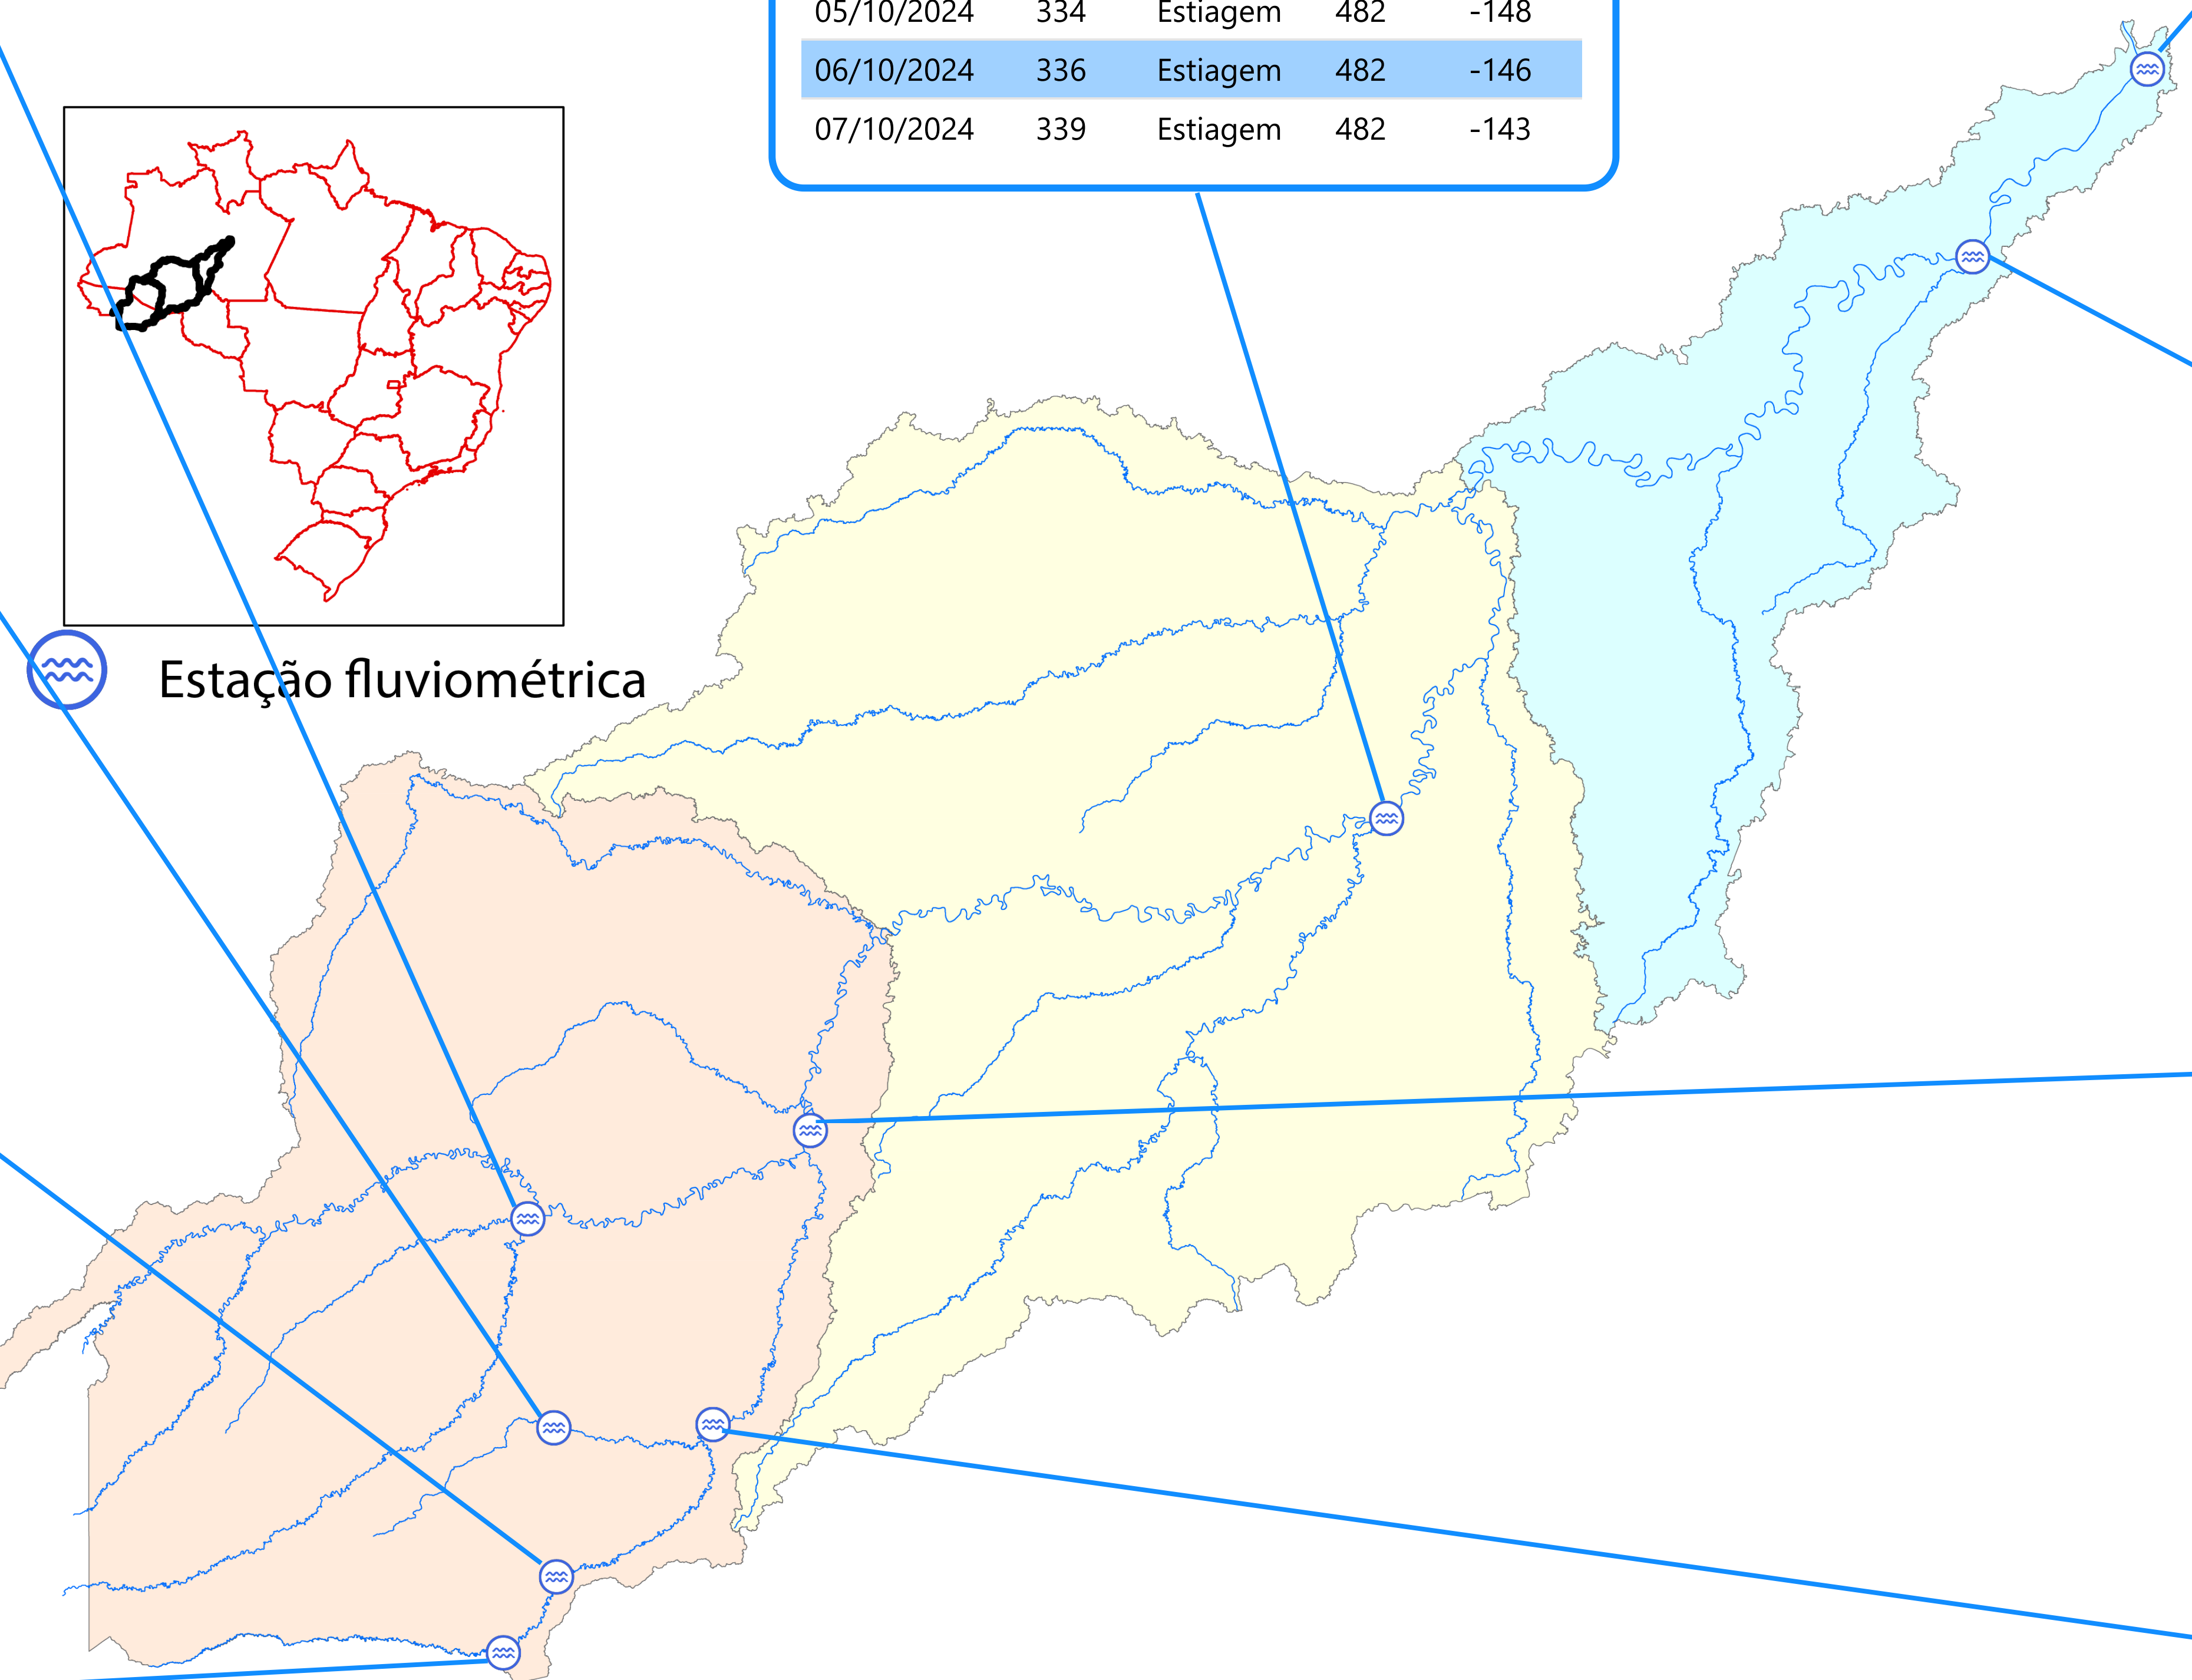 05/10/2024 334 Estiagem 482 -148
06/10/2024 336 Estiagem 482 -146
07/10/2024 339 Estiagem 482 -143
Estação fluviométrica